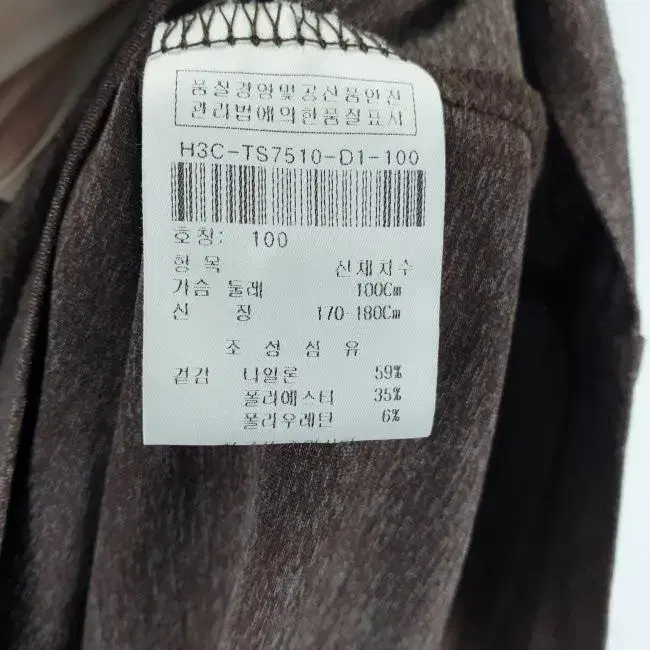 품질경영및공산품안전
관리법에의한품질표시
H3C-TS7510-D1-100
호칭: 100
항 목 신체치수
가슴 둘레 100Cm
신 장 170-180Cm
조 성 섬 유
겉감 나일론 59%
폴리에스터 35%
폴리우레탄 6%